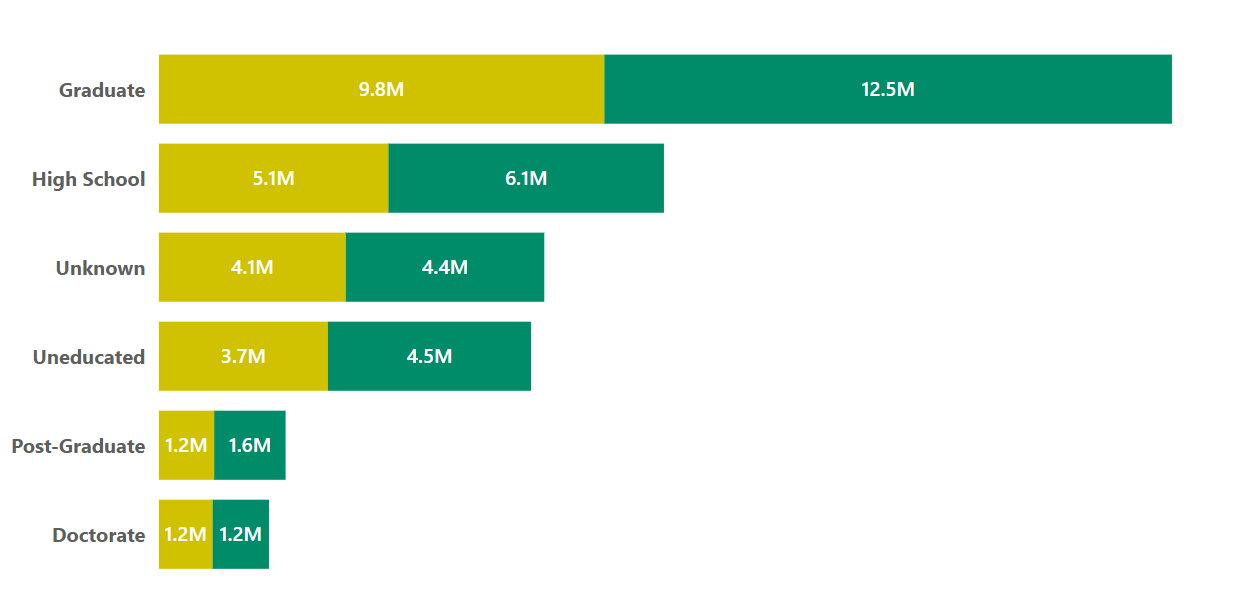 Graduate 9.8M 12.5M
High School 5.1M 6.1M
Unknown 4.1M 4.4M
Uneducated 3.7M 4.5M
Post-Graduate 1.2M 1.6M
Doctorate 1.2M 1.2M